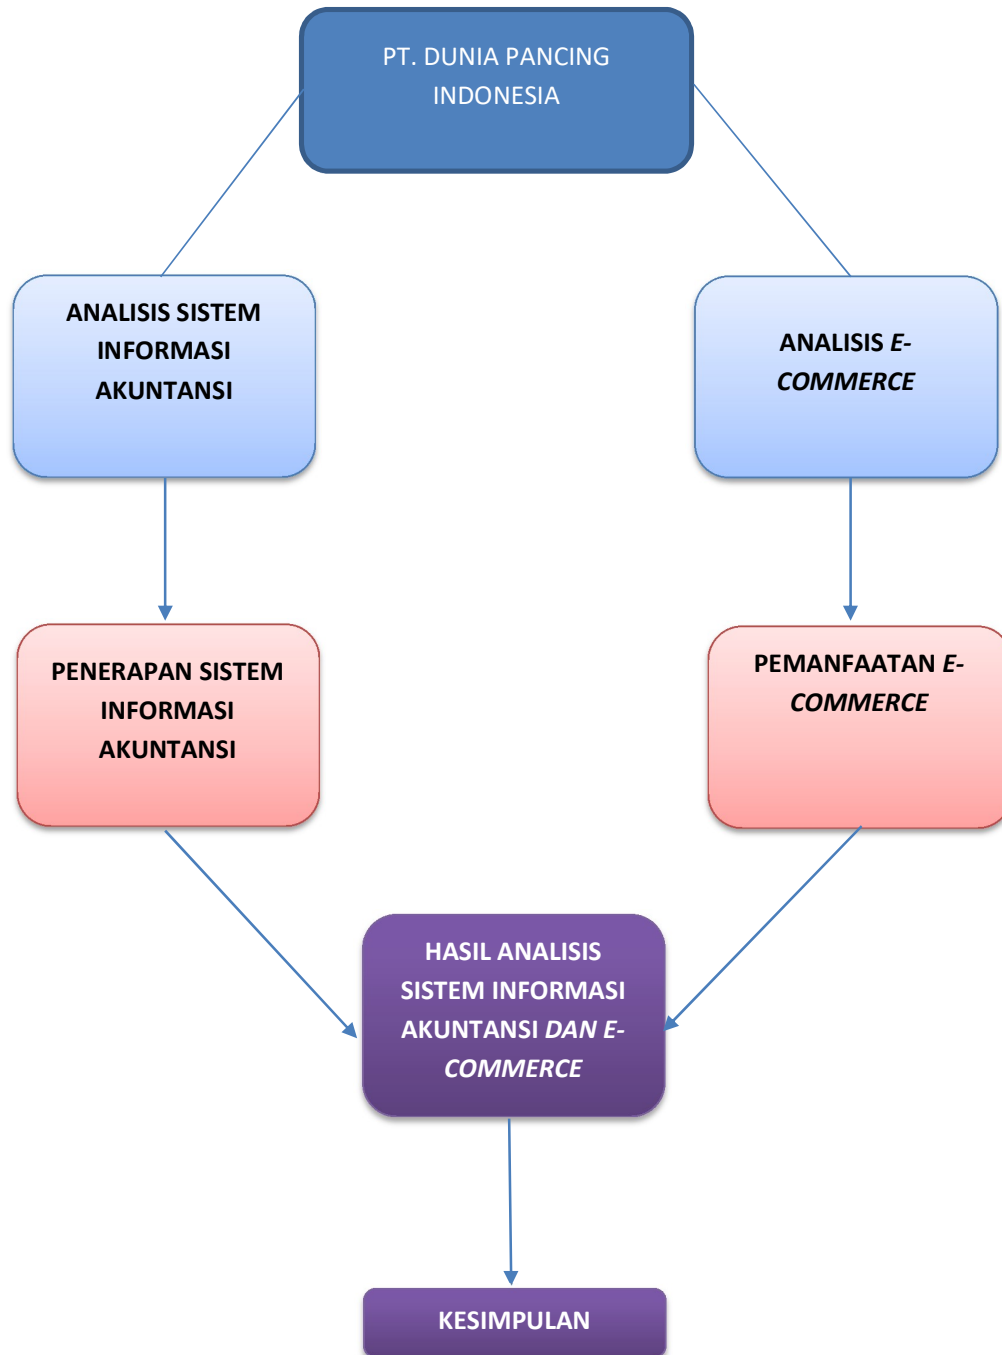 PT. DUNIA PANCING
INDONESIA
ANALISIS SISTEM
INFORMASI
AKUNTANSI
ANALISIS E-
COMMERCE
PENERAPAN SISTEM
INFORMASI
AKUNTANSI
PEMANFAATAN E-
COMMERCE
HASIL ANALISIS
SISTEM INFORMASI
AKUNTANSI DAN E-
COMMERCE
KESIMPULAN